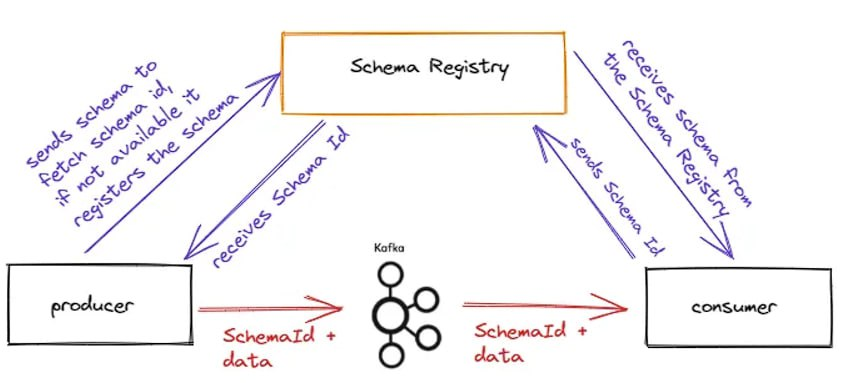 Schema Registry
sends schema to
fetch schema id,
if not available it
registers the schema
receives Schema Id
sends Schema Id
receives schema from
the Schema Registry
Kafka
producer
SchemaId +
data
SchemaId +
data
consumer